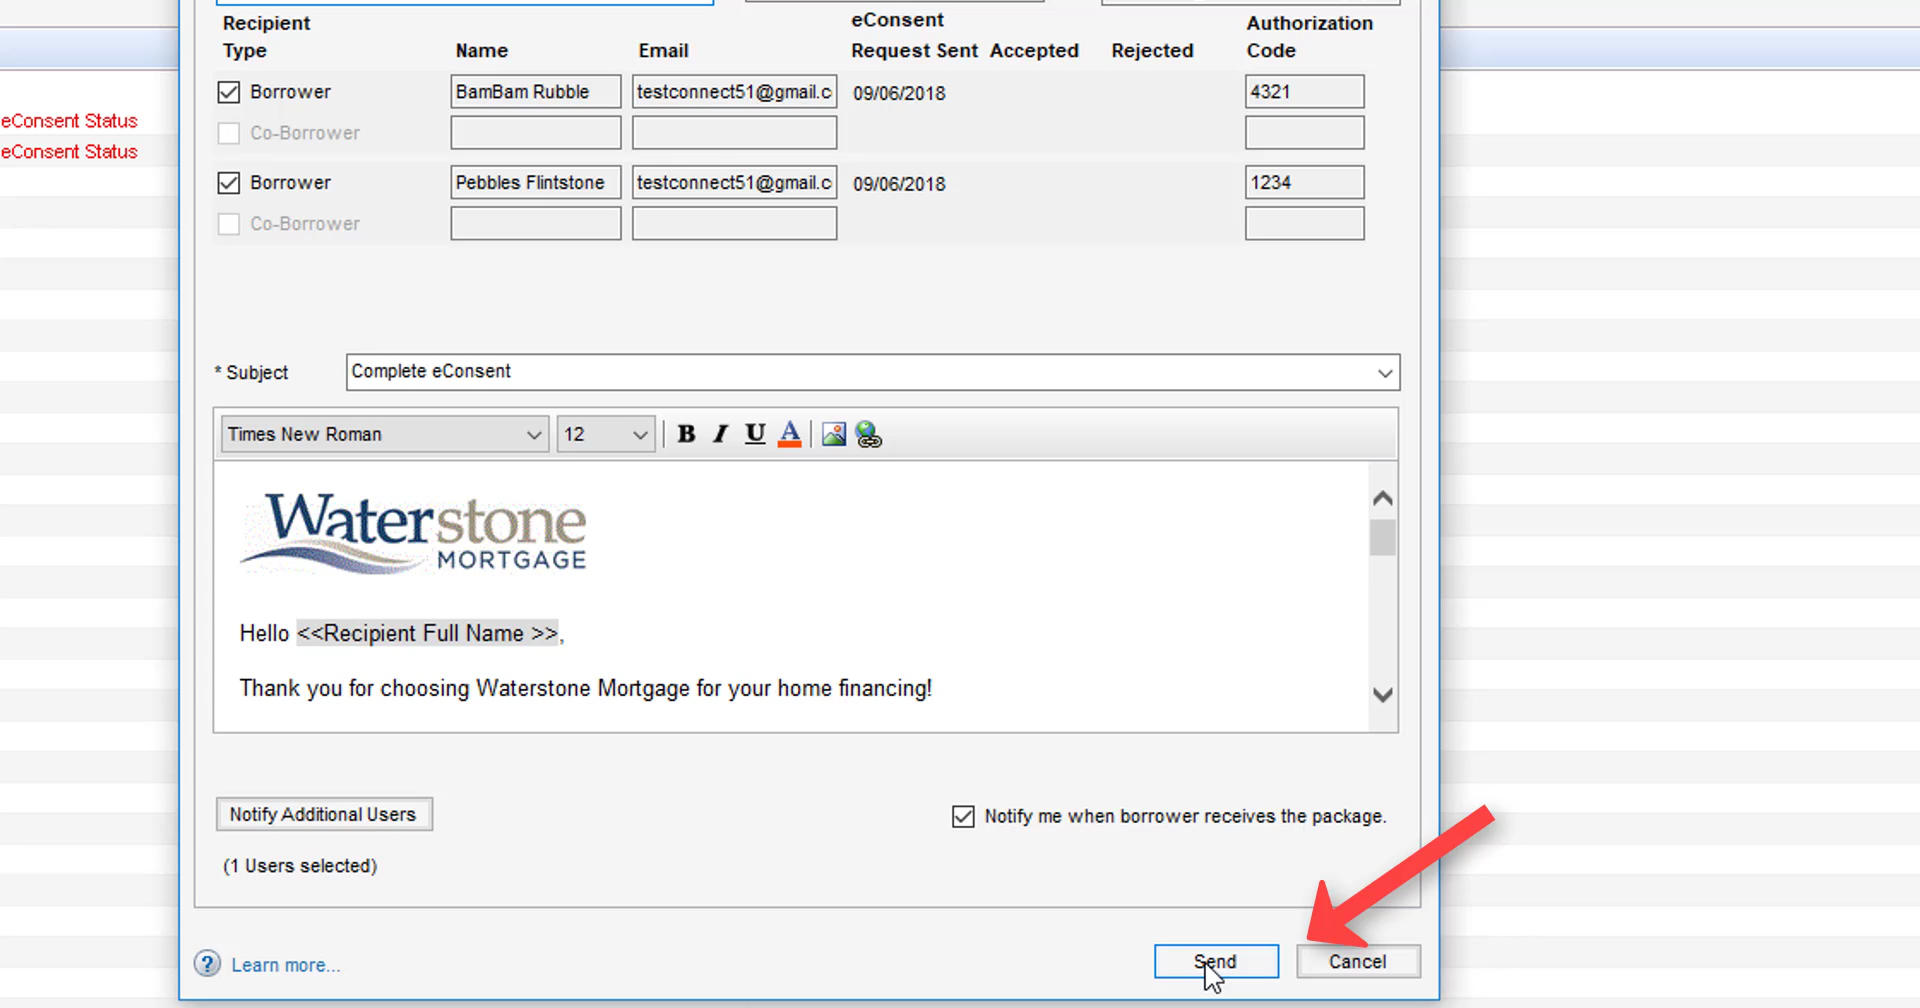 Recipient
Type
Name
Email
eConsent
Request Sent
Accepted
Rejected
Authorization
Code
Borrower
BamBam Rubble
testconnect51@gmail.c
09/06/2018
4321
eConsent Status
Co-Borrower
eConsent Status
Borrower
Pebbles Flintstone
testconnect51@gmail.c
09/06/2018
1234
Co-Borrower
* Subject
Complete eConsent
Times New Roman
12
B I U A
Waterstone
MORTGAGE
Hello <<Recipient Full Name >>,
Thank you for choosing Waterstone Mortgage for your home financing!
Notify Additional Users
Notify me when borrower receives the package.
(1 Users selected)
? Learn more...
Send
Cancel